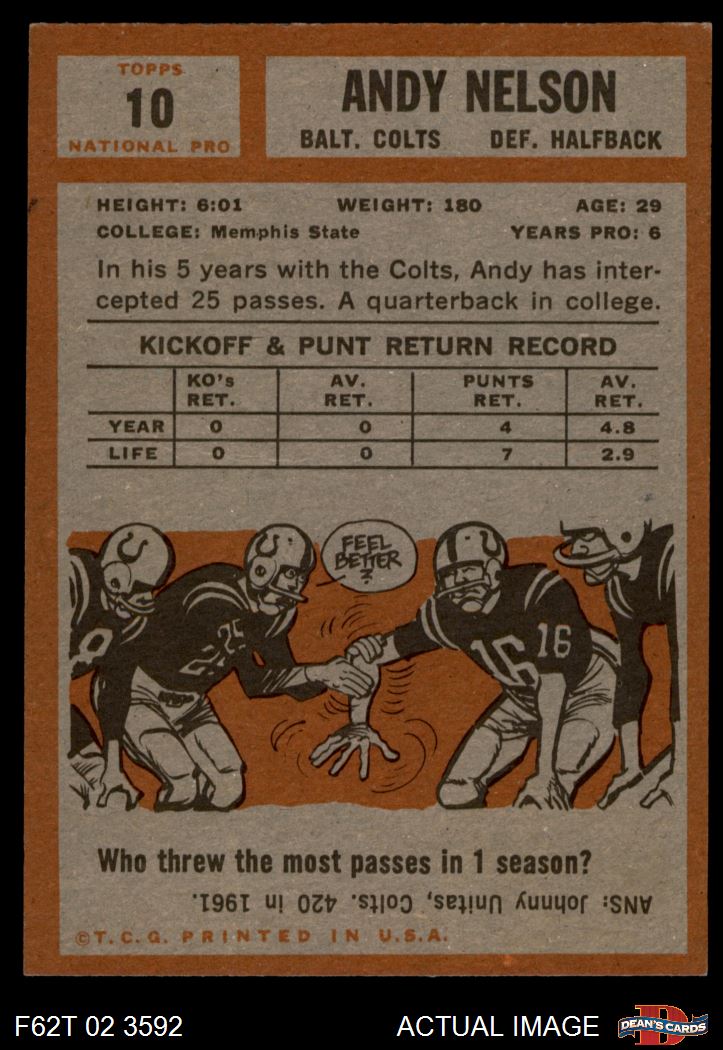 TOPPS
10
NATIONAL PRO
ANDY NELSON
BALT. COLTS DEF. HALFBACK
HEIGHT: 6:01 WEIGHT: 180 AGE: 29
COLLEGE: Memphis State YEARS PRO: 6
In his 5 years with the Colts, Andy has inter-
cepted 25 passes. A quarterback in college.
KICKOFF & PUNT RETURN RECORD
KO's AV. PUNTS AV.
RET. RET. RET. RET.
YEAR 0 0 4 4.8
LIFE 0 0 7 2.9
FEEL
BETTER
?
8 25 16 16
Who threw the most passes in 1 season?
ANS: Johnny Unitas, Colts. 420 in 1961.
©T.C.G. PRINTED IN U.S.A.
F62T 02 3592 ACTUAL IMAGE
D
DEAN'S CARDS